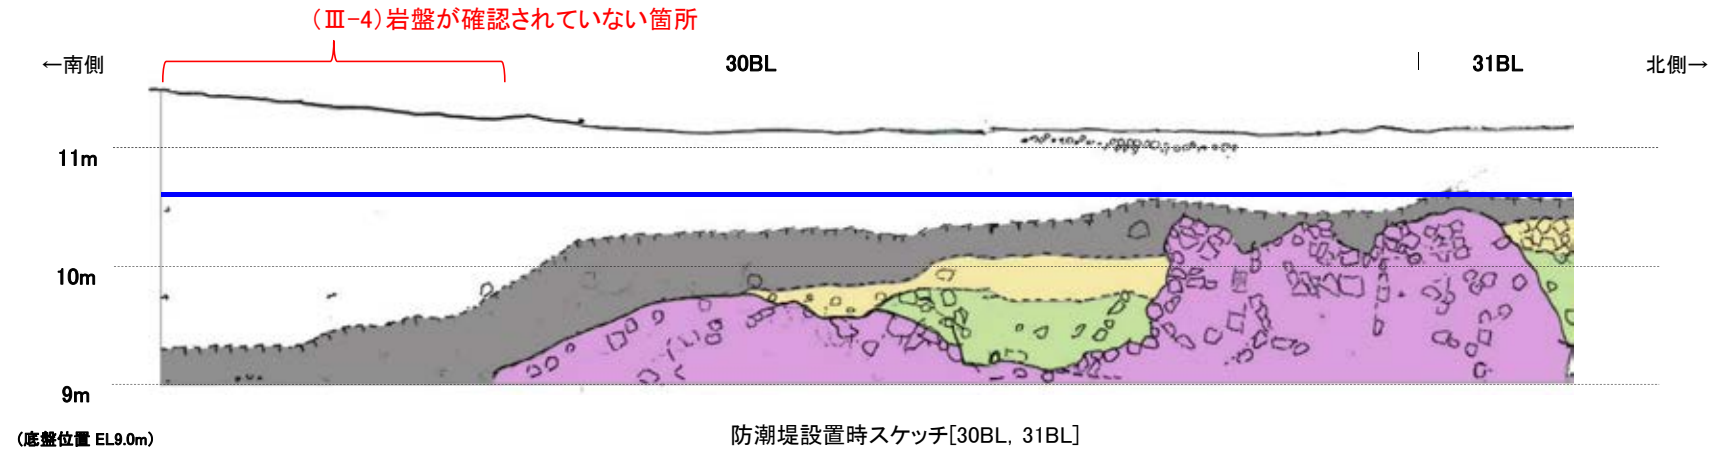 （Ⅲ-4）岩盤が確認されていない箇所
←南側
30BL
31BL
北側→
11m
10m
9m
（底盤位置 EL9.0m）
防潮堤設置時スケッチ[30BL, 31BL]